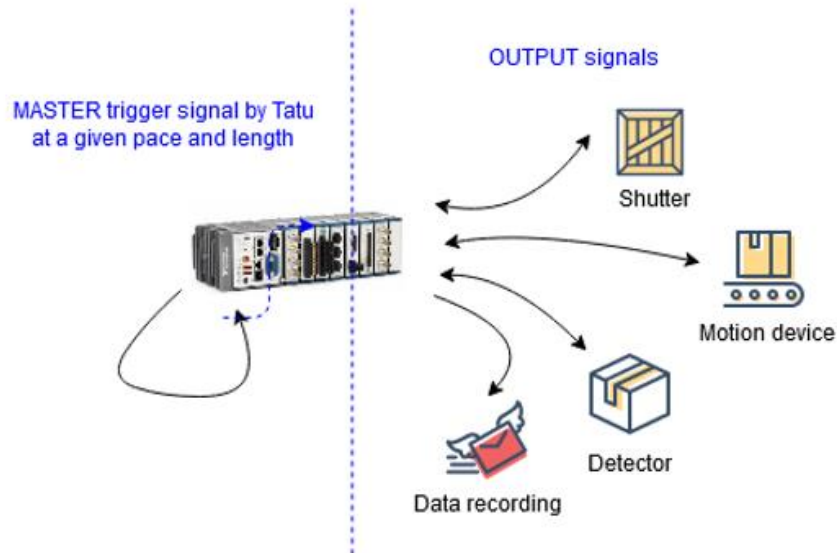 OUTPUT signals
MASTER trigger signal by Tatu
at a given pace and length
Shutter
Motion device
Detector
Data recording